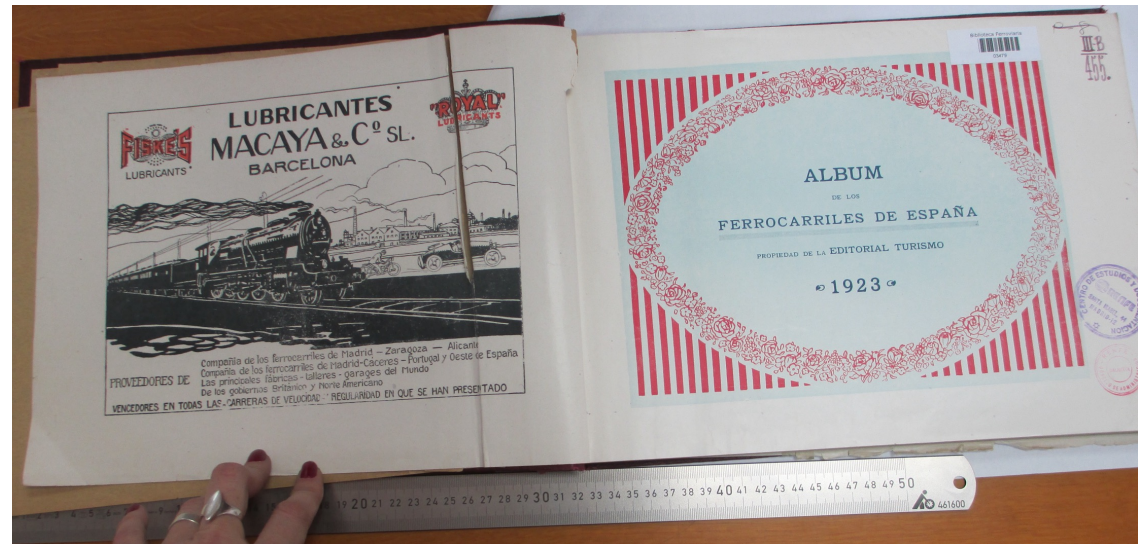 LUBRICANTES
MACAYA & Cº SL.
BARCELONA
FISKE'S
LUBRICANTS
"ROYAL"
LUBRICANTS
PROVEEDORES DE
Compañia de los ferrocarriles de Madrid - Zaragoza - Alicante
Compañia de los ferrocarriles de Madrid-Cáceres - Portugal y Oeste de España
Las principales fábricas - talleres - garages del Mundo
De los gobiernos Británico y Norte Americano
VENCEDORES EN TODAS LAS CARRERAS DE VELOCIDAD Y REGULARIDAD EN QUE SE HAN PRESENTADO
Biblioteca Ferroviaria
III-B
455.
ALBUM
DE LOS
FERROCARRILES DE ESPAÑA
PROPIEDAD DE LA EDITORIAL TURISMO
1923
19 20 21 22 23 24 25 26 27 28 29 30 31 32 33 34 35 36 37 38 39 40 41 42 43 44 45 46 47 48 49 50
461600